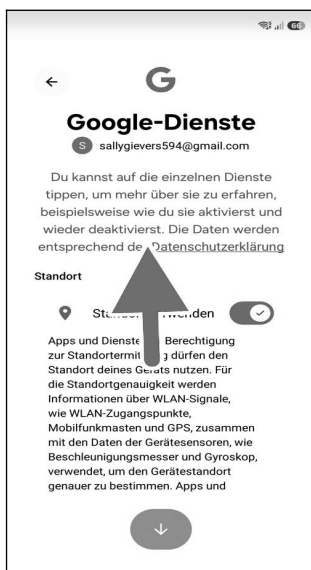 66
G
Google-Dienste
S sallygievers594@gmail.com
Du kannst auf die einzelnen Dienste
tippen, um mehr über sie zu erfahren,
beispielsweise wie du sie aktivierst und
wieder deaktivierst. Die Daten werden
entsprechend Datenschutzerklärung
Standort
Apps und Dienste Berechtigung
zur dürfen den
Standort deines Geräts nutzen. Für
die Standortgenauigkeit werden
Informationen über WLAN-Signale,
wie WLAN-Zugangspunkte,
Mobilfunkmasten und GPS, zusammen
mit den Daten der Gerätesensoren, wie
Beschleunigungsmesser und Gyroskop,
verwendet, um den Gerätestandort
genauer zu bestimmen. Apps und